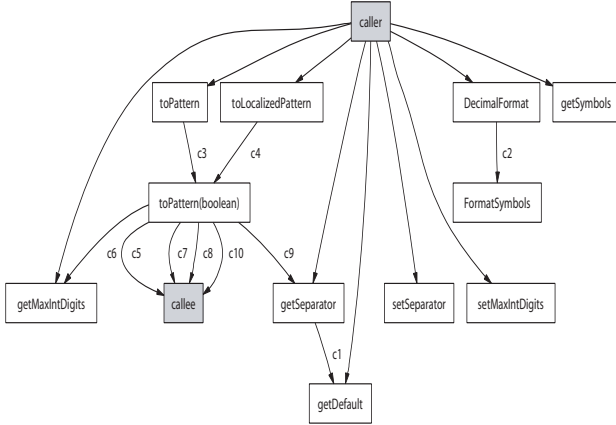 caller
toPattern
toLocalizedPattern
DecimalFormat
getSymbols
c3
c4
c2
toPattern(boolean)
FormatSymbols
c6
c5
c7
c8
c10
c9
getMaxIntDigits
callee
getSeparator
setSeparator
setMaxIntDigits
c1
getDefault